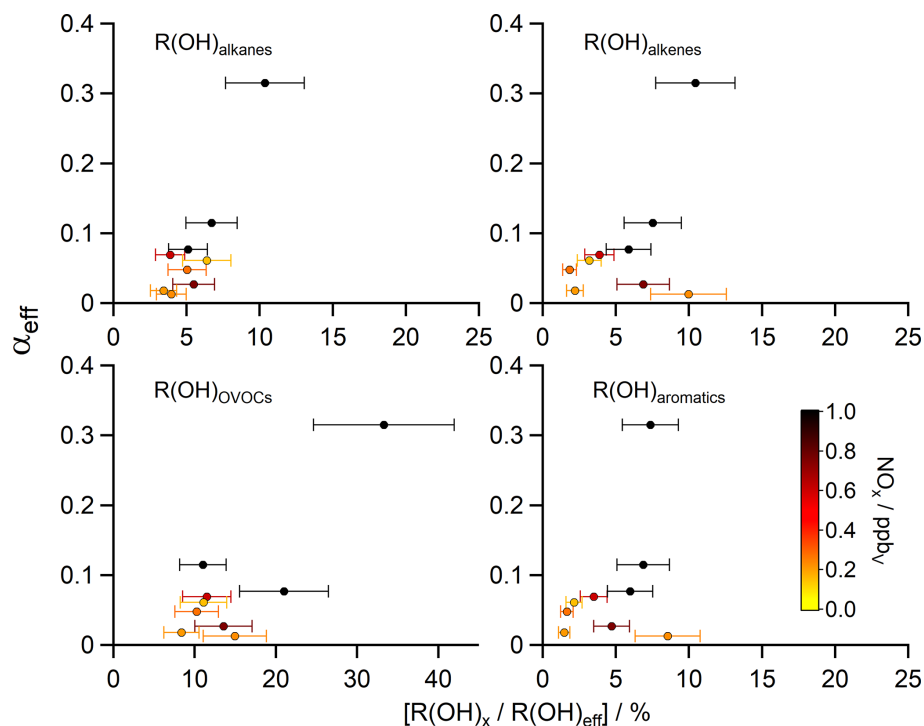 R(OH)alkanes
R(OH)alkenes
0.4
0.3
0.2
0.1
0
0 5 10 15 20 25
0.4
0.3
0.2
0.1
0
0 5 10 15 20 25
αeff
R(OH)OVOCs
R(OH)aromatics
0.4
0.3
0.2
0.1
0
10 20 30 40
0.4
0.3
0.2
0.1
0
0 5 10 15 20 25
1.0
0.8
0.6
0.4
0.2
0.0
NOx / ppbv
[R(OH)x / R(OH)eff] / %